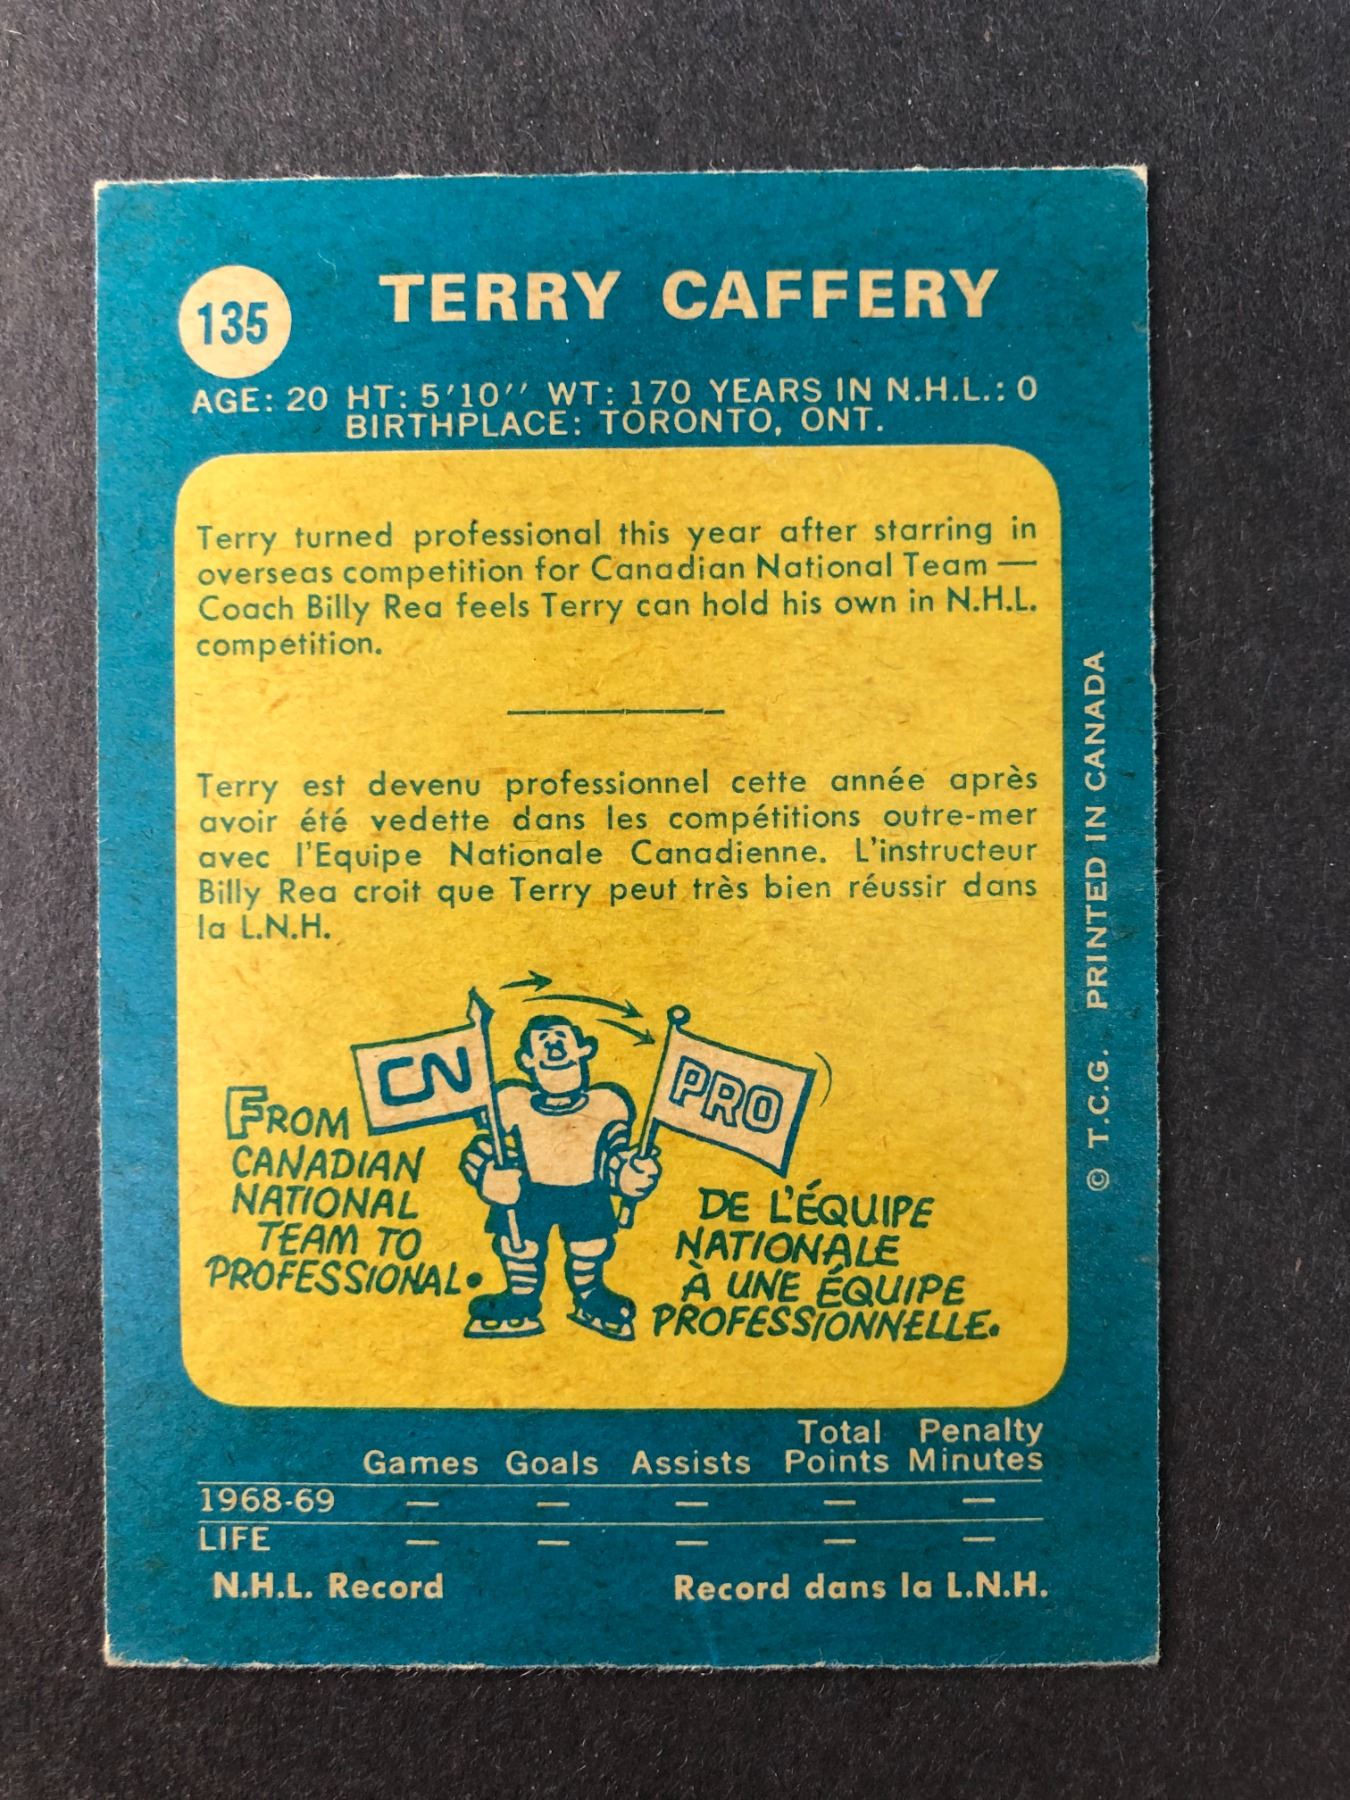 135
TERRY CAFFERY
AGE: 20 HT: 5'10'' WT: 170 YEARS IN N.H.L.: 0
BIRTHPLACE: TORONTO, ONT.
Terry turned professional this year after starring in
overseas competition for Canadian National Team —
Coach Billy Rea feels Terry can hold his own in N.H.L.
competition.
Terry est devenu professionnel cette année après
avoir été vedette dans les compétitions outre-mer
avec l'Equipe Nationale Canadienne. L'instructeur
Billy Rea croit que Terry peut très bien réussir dans
la L.N.H.
CN
PRO
FROM
CANADIAN
NATIONAL
TEAM TO
PROFESSIONAL.
DE L'ÉQUIPE
NATIONALE
À UNE ÉQUIPE
PROFESSIONNELLE.
© T.C.G. PRINTED IN CANADA
Total Penalty
Games Goals Assists Points Minutes
1968-69 — — — — —
LIFE — — — — —
N.H.L. Record Record dans la L.N.H.